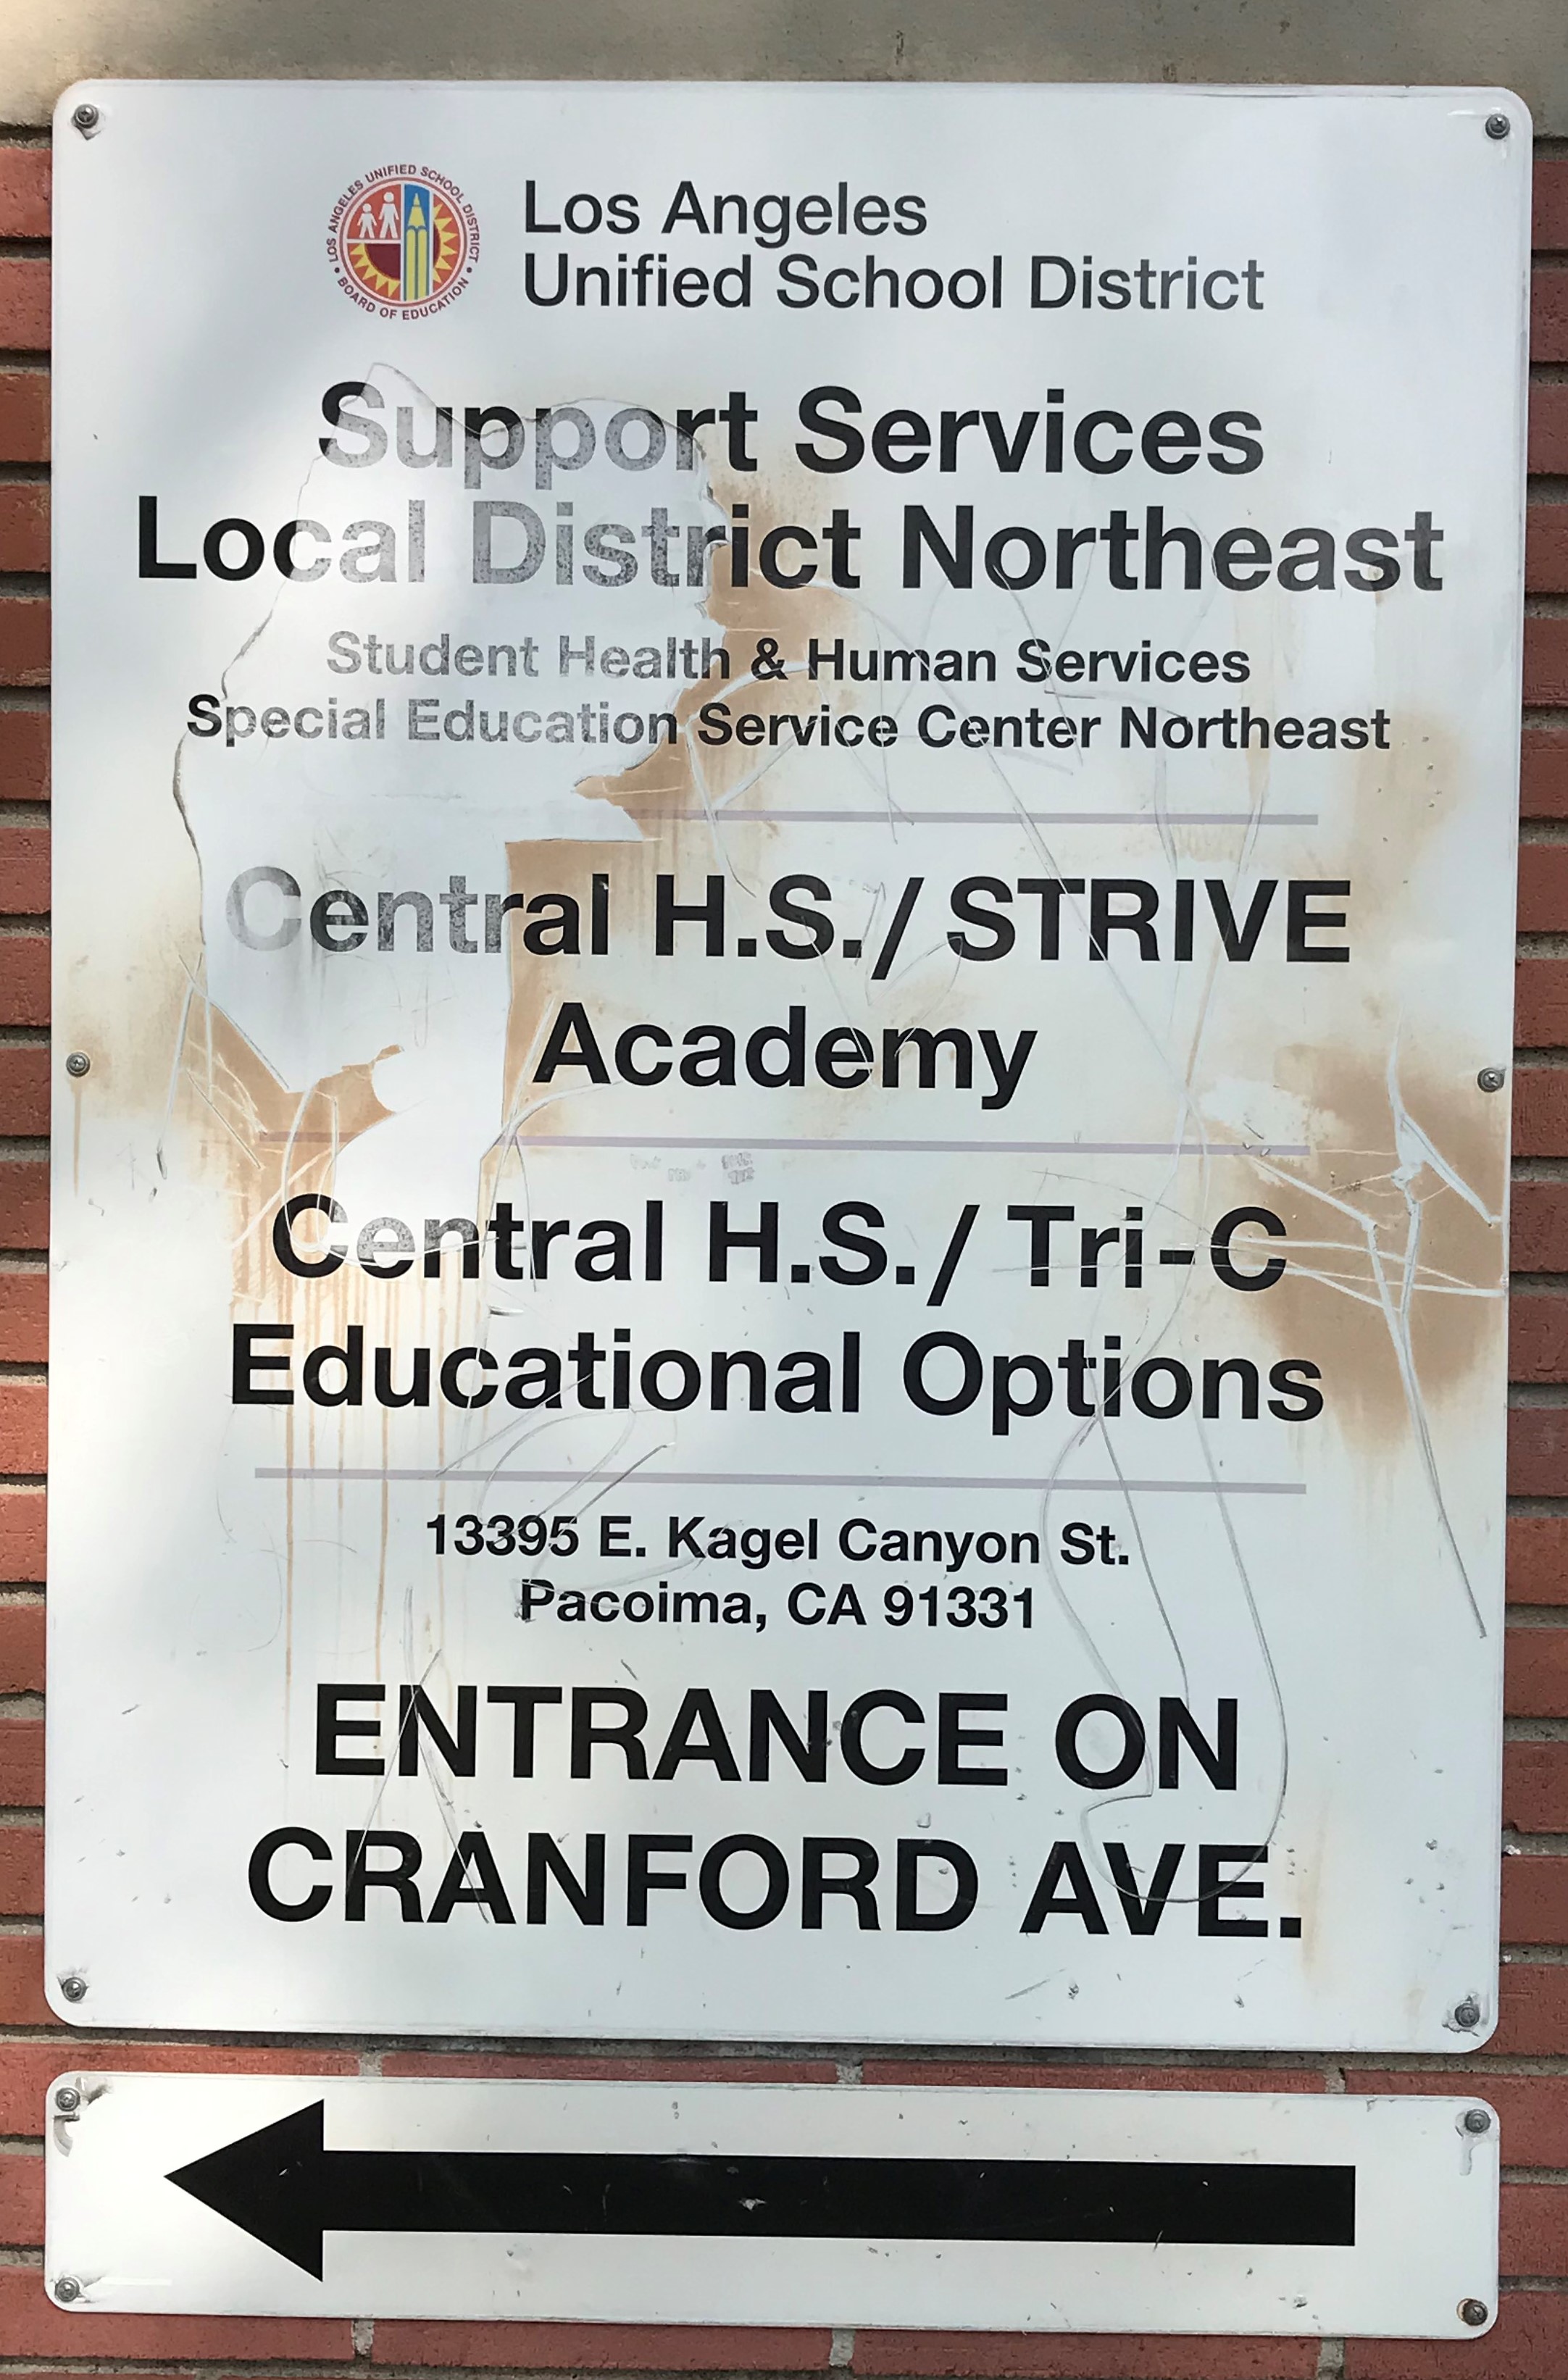 LOS ANGELES UNIFIED SCHOOL DISTRICT
• BOARD OF EDUCATION •
Los Angeles
Unified School District
Support Services
Local District Northeast
Student Health & Human Services
Special Education Service Center Northeast
Central H.S./ STRIVE
Academy
Central H.S./ Tri-C
Educational Options
13395 E. Kagel Canyon St.
Pacoima, CA 91331
ENTRANCE ON
CRANFORD AVE.